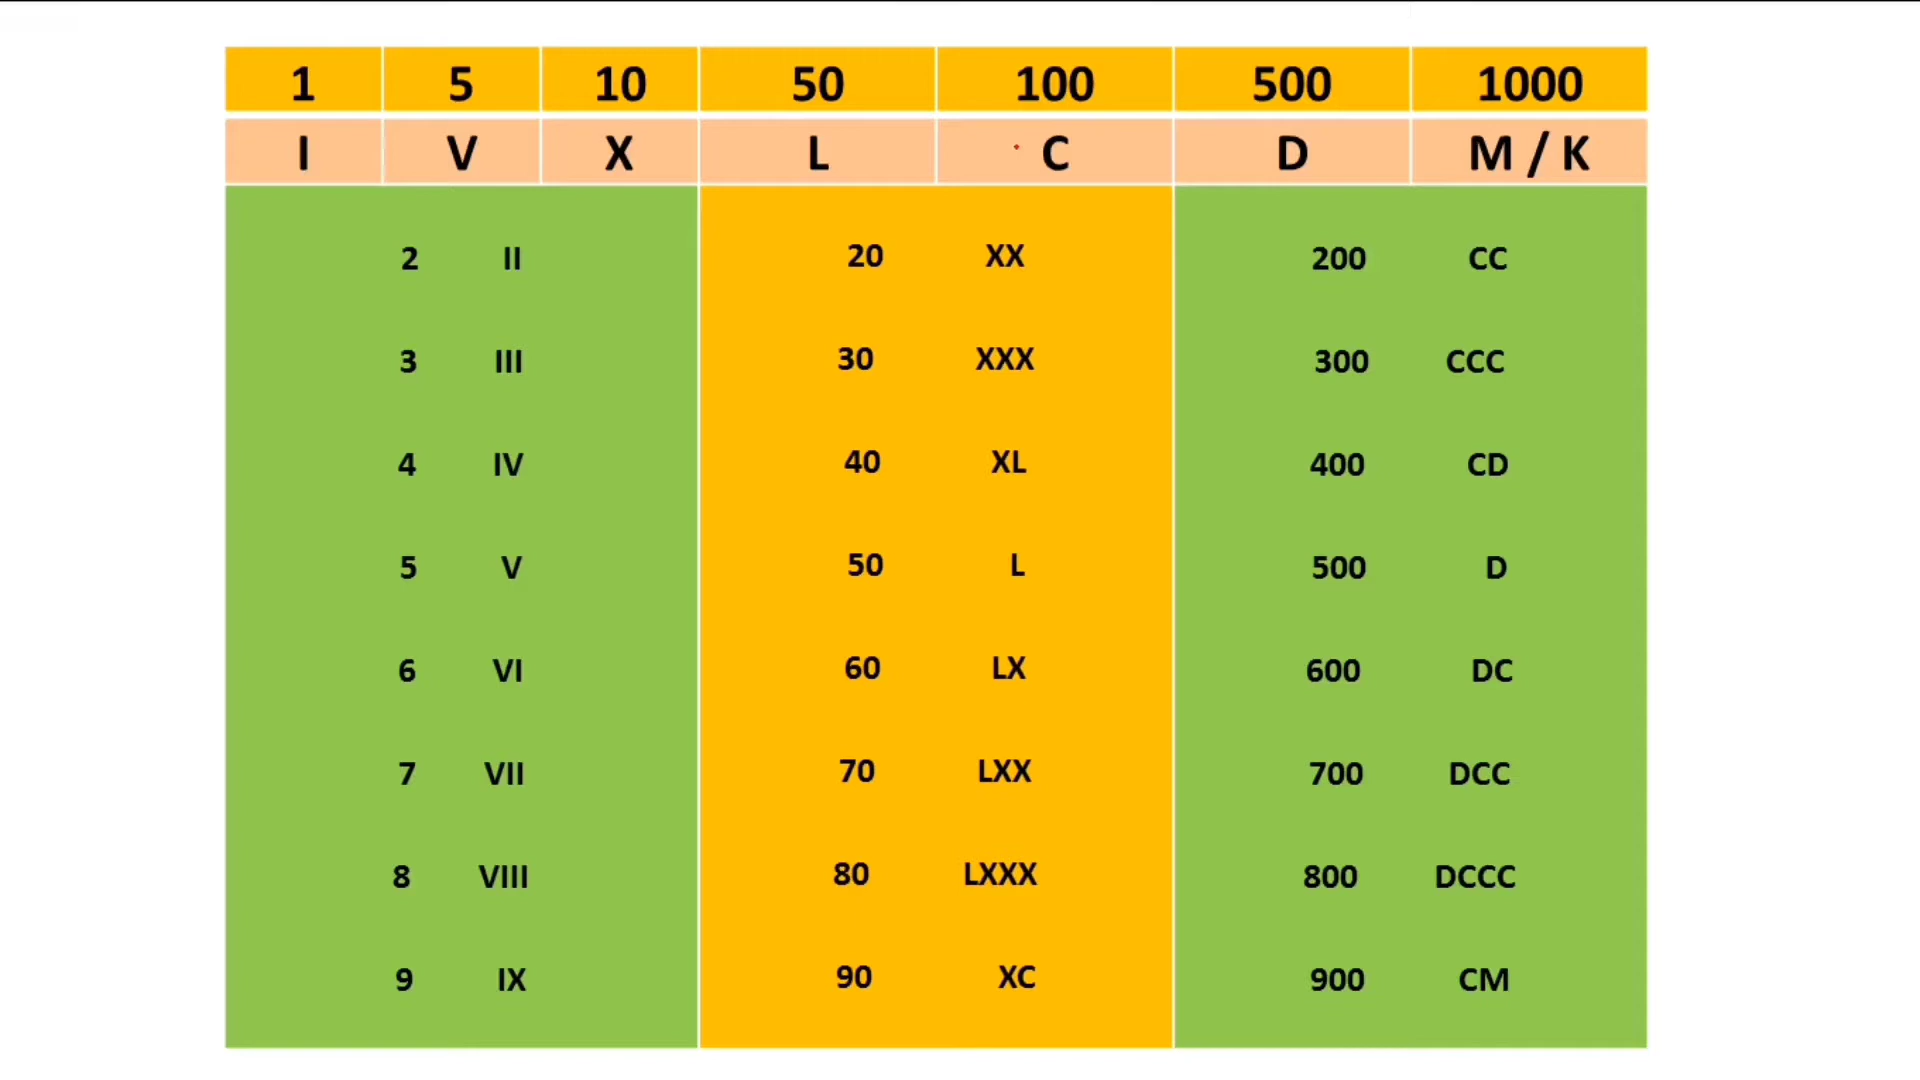 1 5 10 50 100 500 1000
I V X L C D M / K
2 II 20 XX 200 CC
3 III 30 XXX 300 CCC
4 IV 40 XL 400 CD
5 V 50 L 500 D
6 VI 60 LX 600 DC
7 VII 70 LXX 700 DCC
8 VIII 80 LXXX 800 DCCC
9 IX 90 XC 900 CM